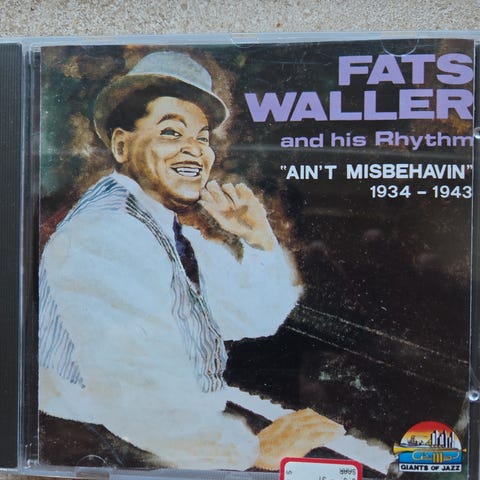 FATS
WALLER
and his Rhythm
"AIN'T MISBEHAVIN"
1934 - 1943
GIANTS OF JAZZ